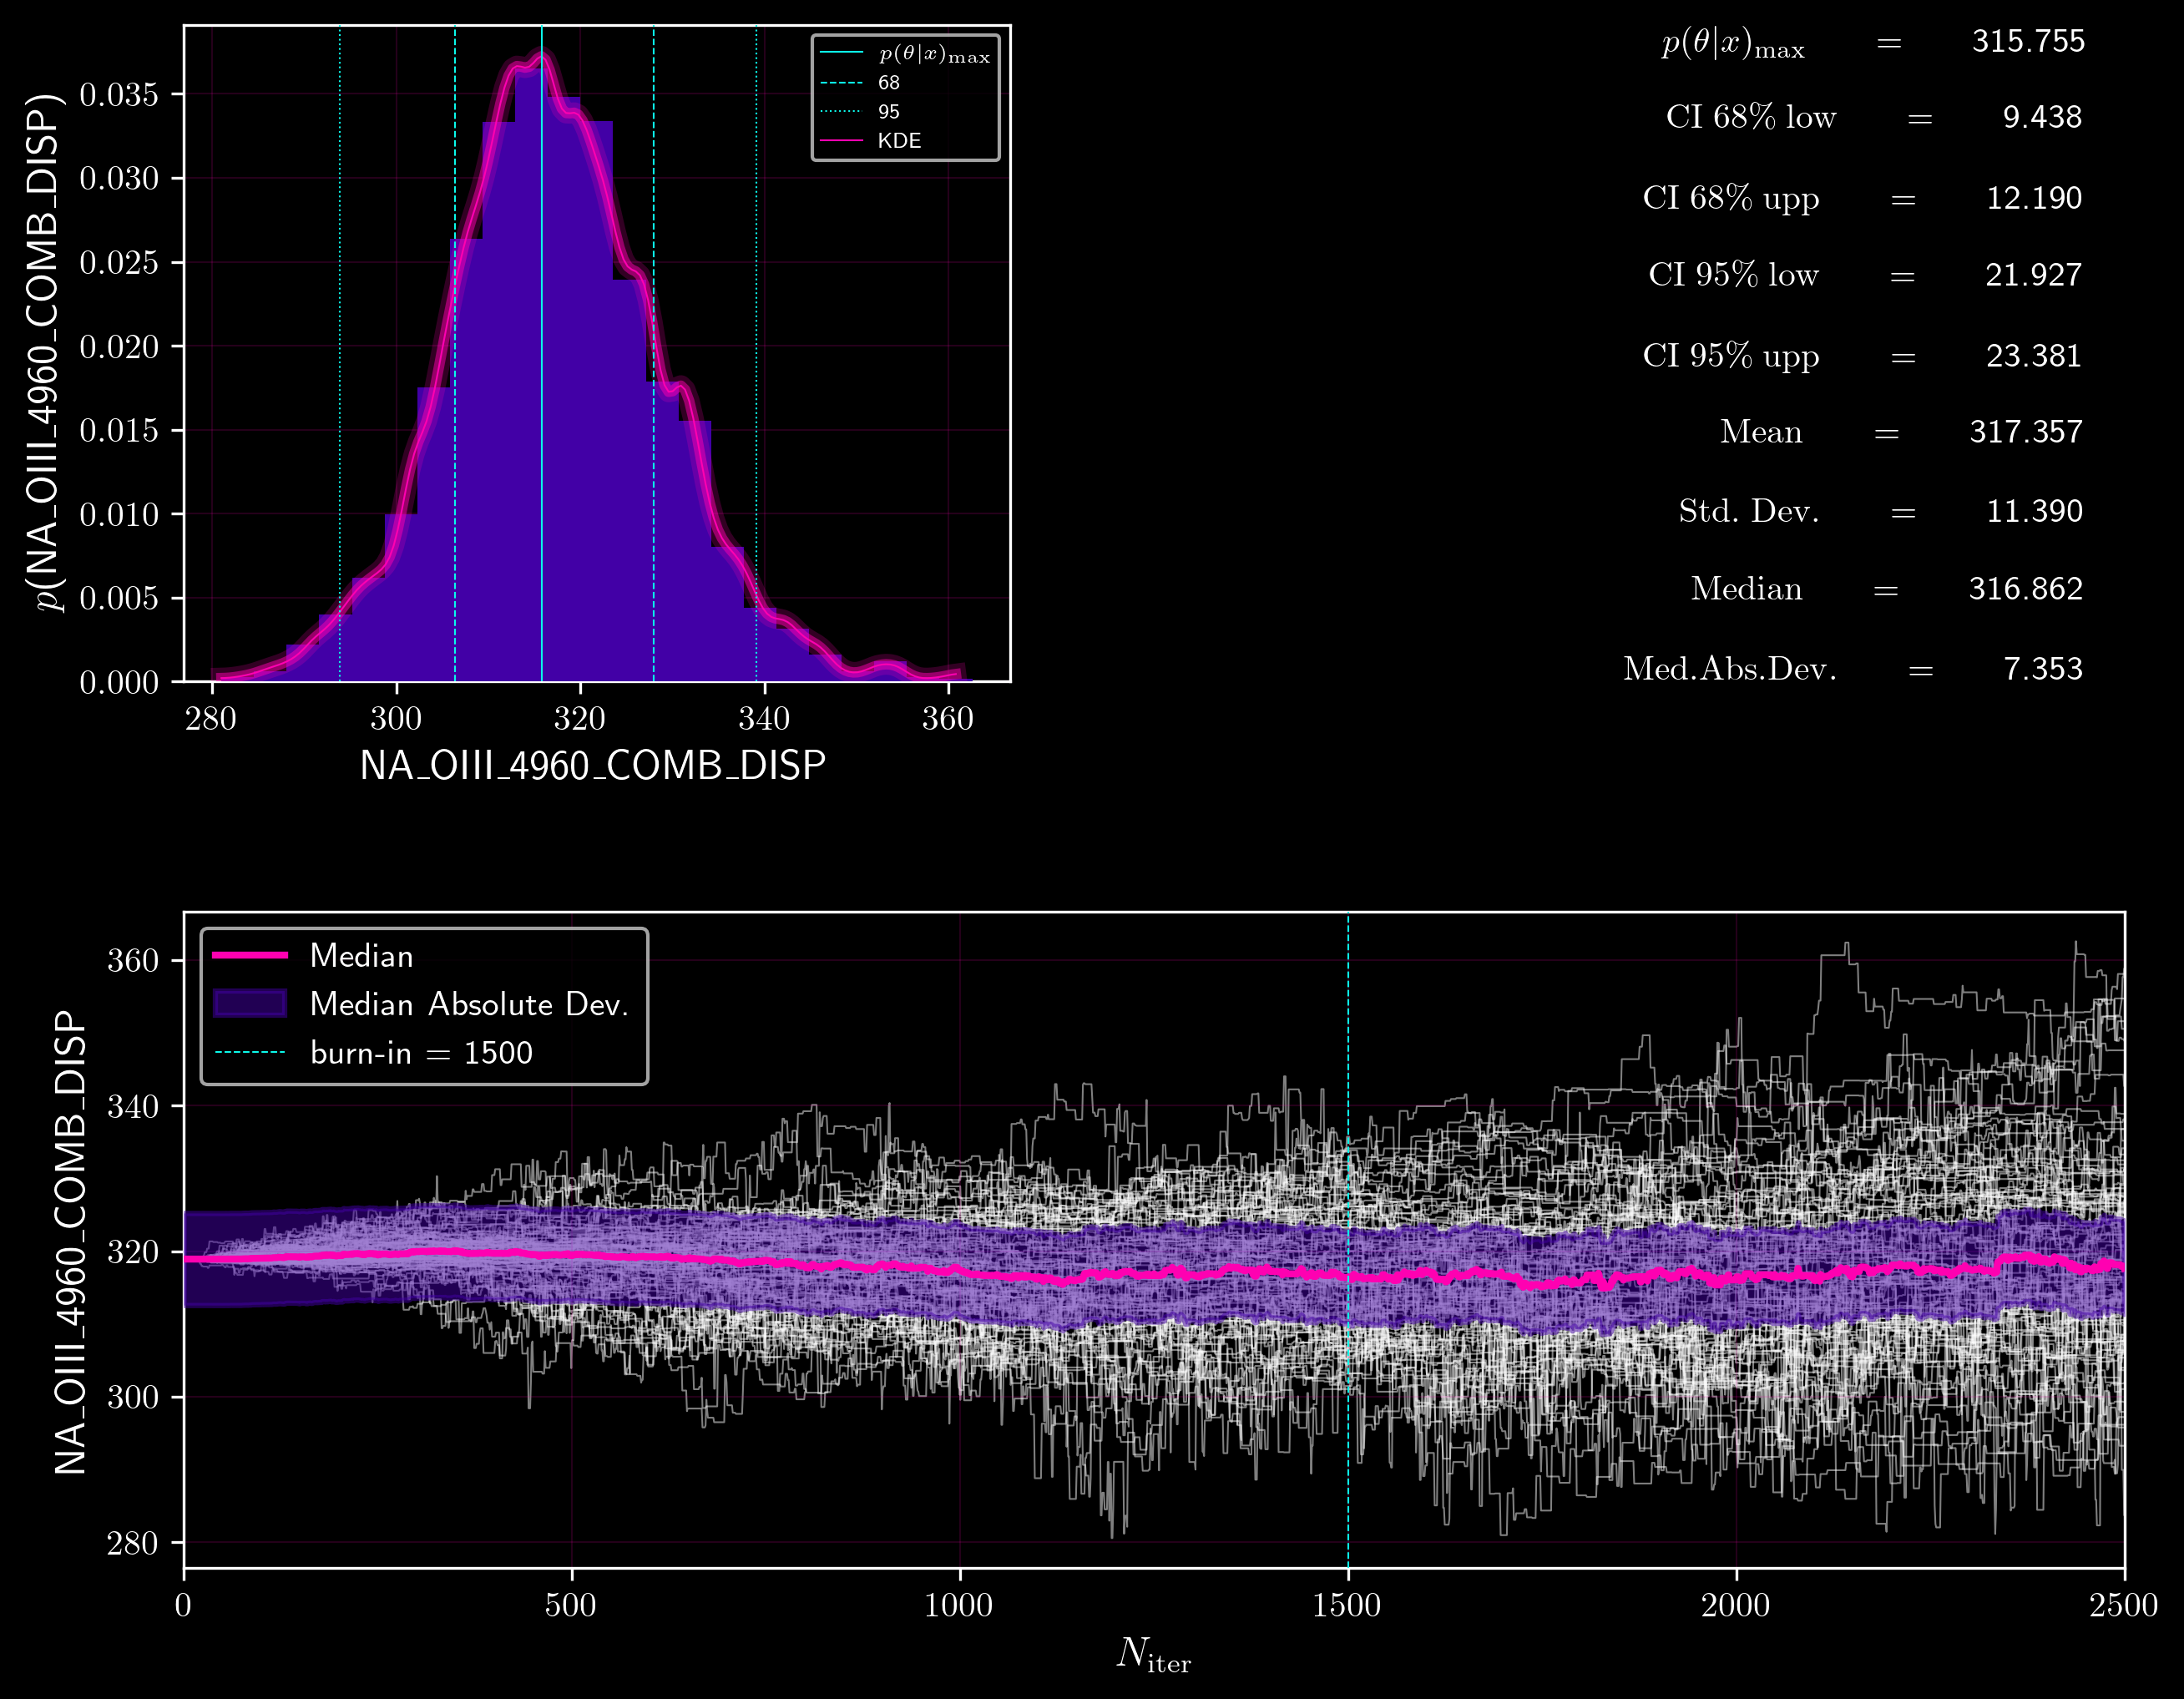 p(NA_OIII_4960_COMB_DISP)
0.035
0.030
0.025
0.020
0.015
0.010
0.005
0.000
280 300 320 340 360
NA_OIII_4960_COMB_DISP
p(θ|x)max
68
95
KDE
p(θ|x)max = 315.755
CI 68% low = 9.438
CI 68% upp = 12.190
CI 95% low = 21.927
CI 95% upp = 23.381
Mean = 317.357
Std. Dev. = 11.390
Median = 316.862
Med.Abs.Dev. = 7.353
NA_OIII_4960_COMB_DISP
360
340
320
300
280
Median
Median Absolute Dev.
burn-in = 1500
0 500 1000 1500 2000 2500
Niter